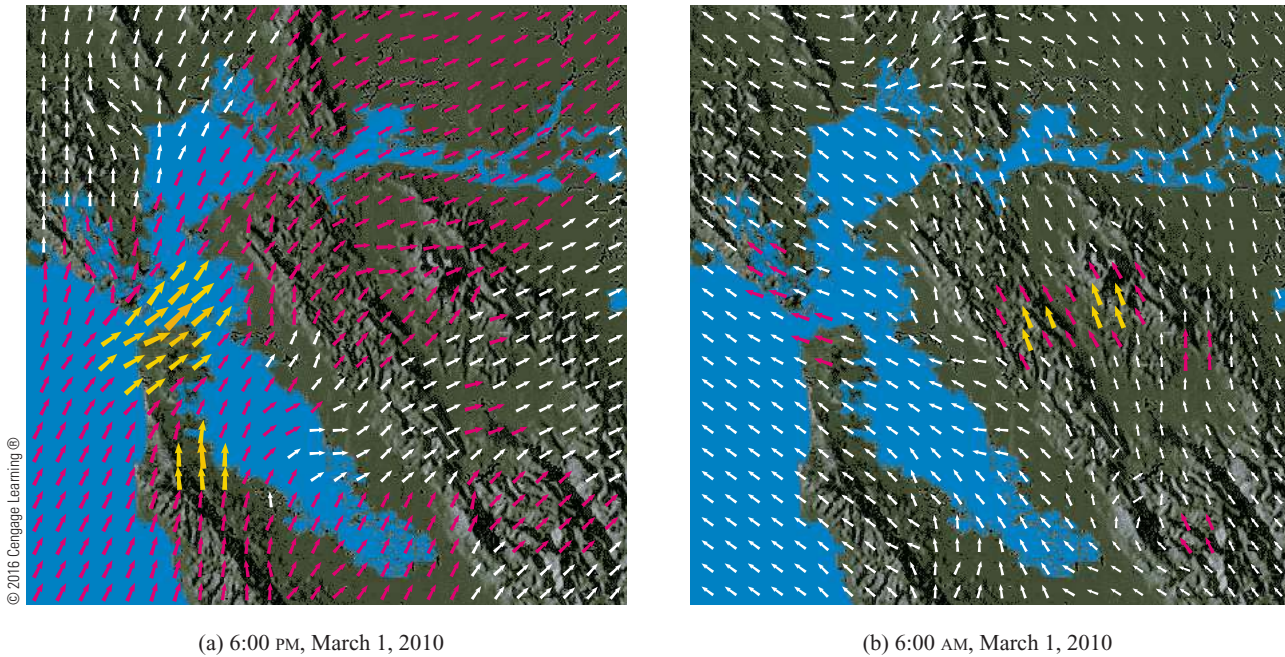 © 2016 Cengage Learning ®
(a) 6:00 PM, March 1, 2010
(b) 6:00 AM, March 1, 2010